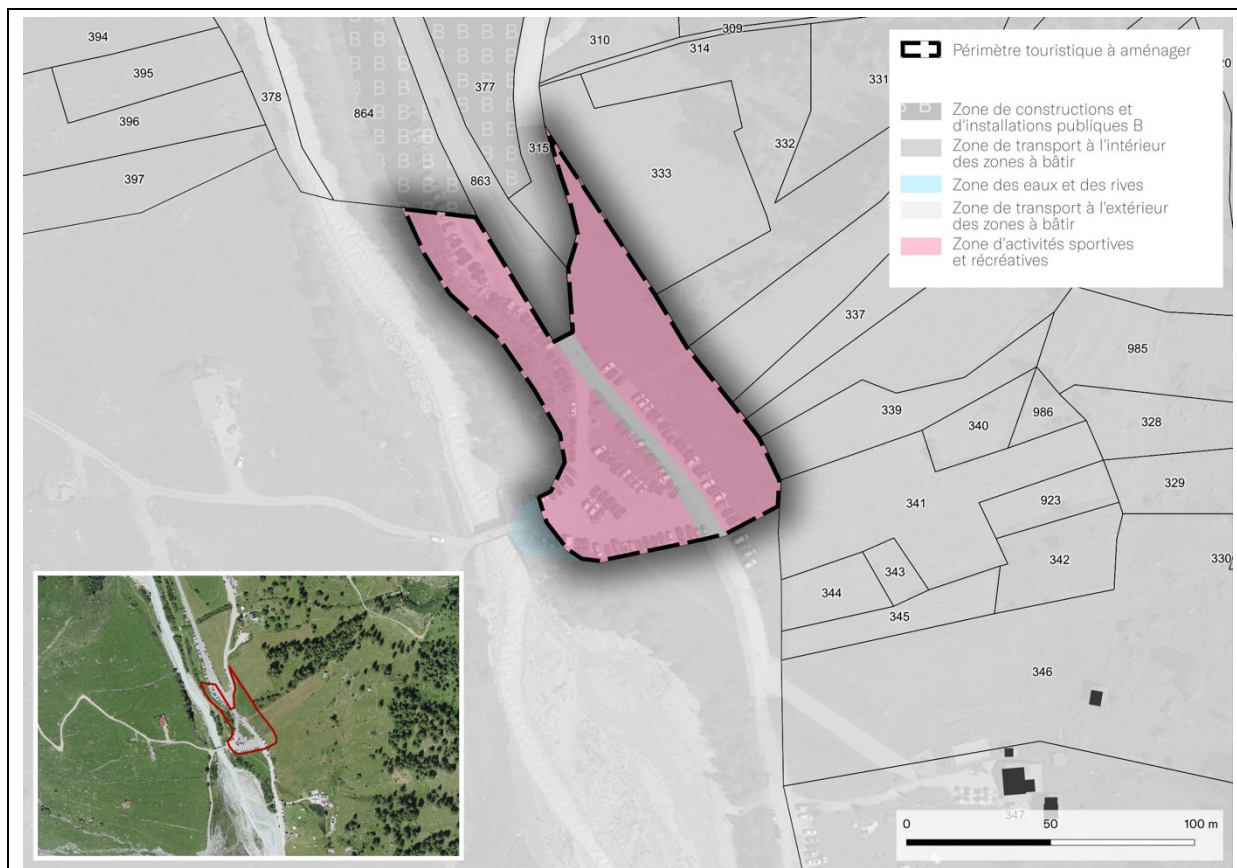 394
395
396
397
378
864
377
863
315
310
309
314
331
332
333
337
339
340
986
985
328
329
341
923
342
343
344
345
330
346
347
Périmètre touristique à aménager
B B
Zone de constructions et
d'installations publiques B
Zone de transport à l'intérieur
des zones à bâtir
Zone des eaux et des rives
Zone de transport à l'extérieur
des zones à bâtir
Zone d'activités sportives
et récréatives
0 50 100 m